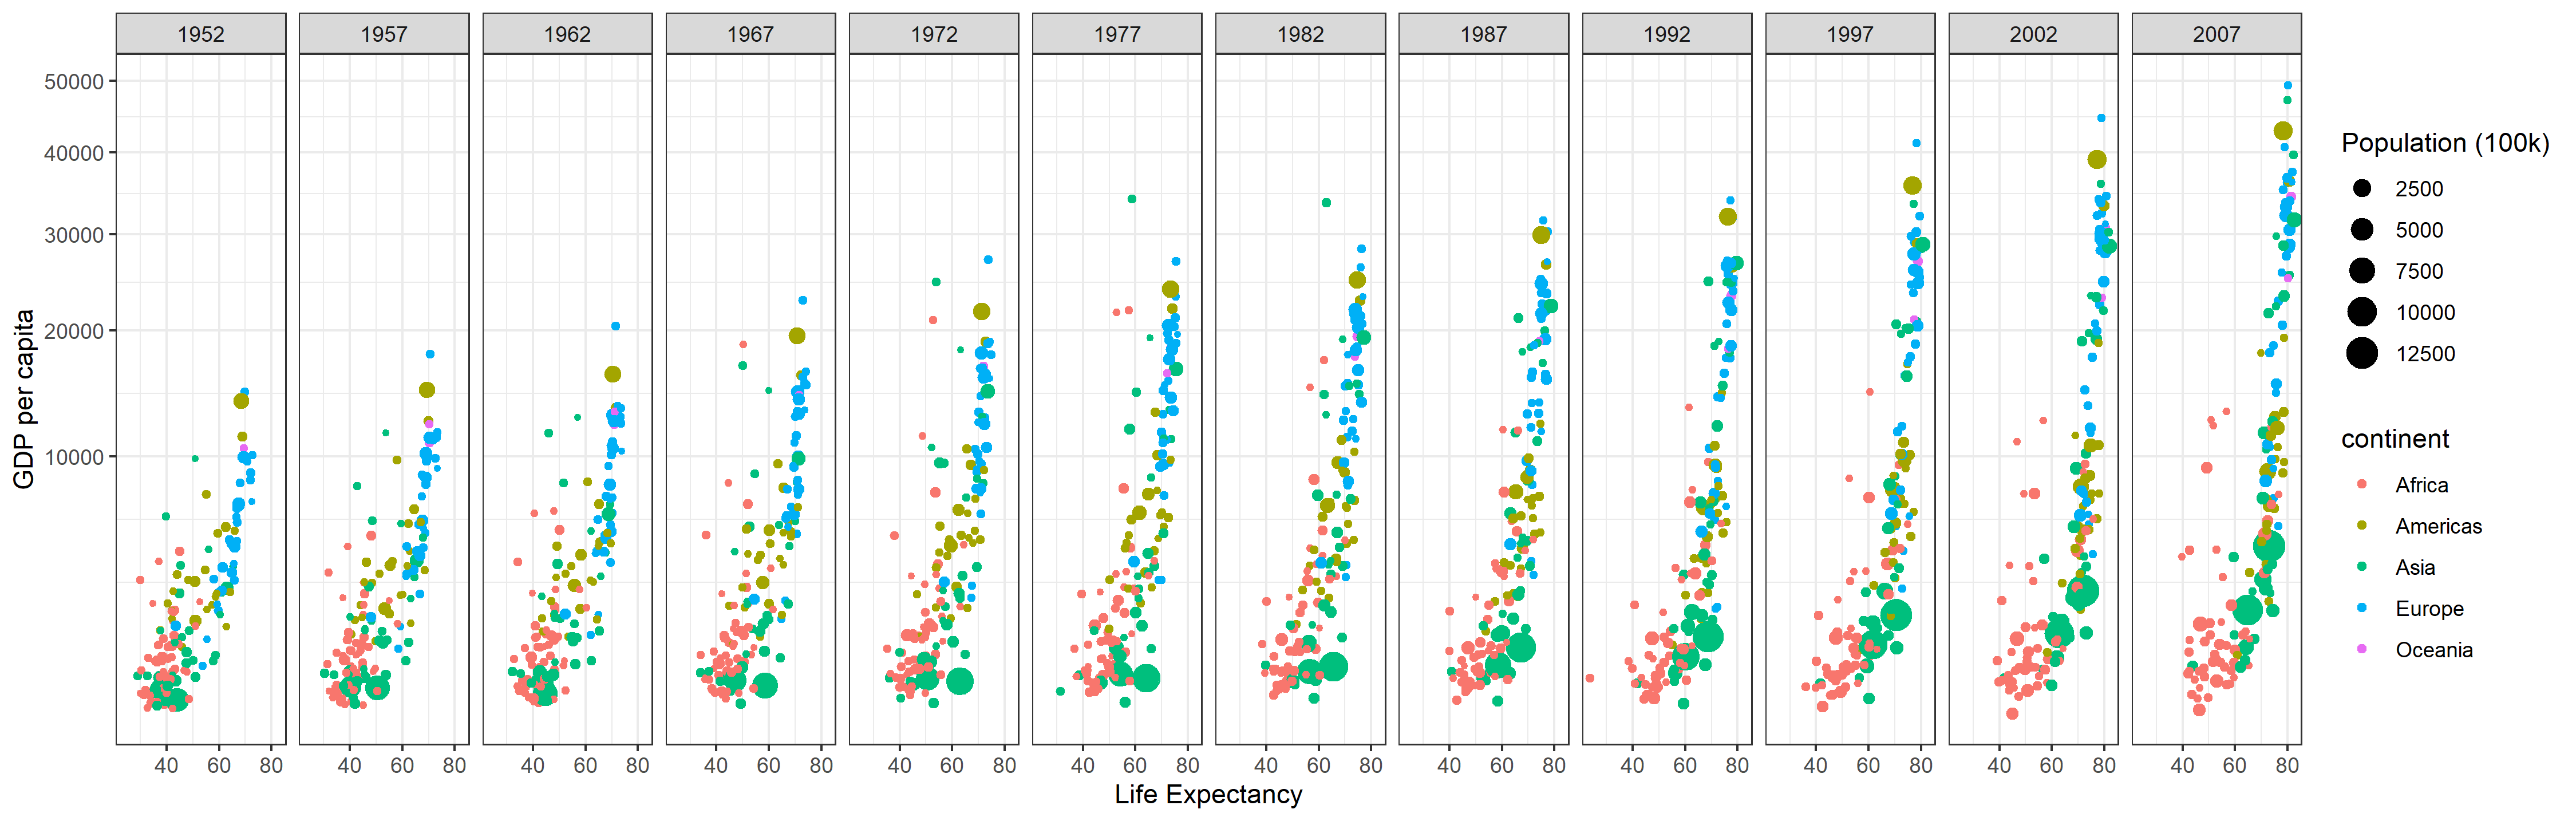 1952 1957 1962 1967 1972 1977 1982 1987 1992 1997 2002 2007
50000
40000
30000
20000
10000
GDP per capita
40 60 80 40 60 80 40 60 80 40 60 80 40 60 80 40 60 80 40 60 80 40 60 80 40 60 80 40 60 80 40 60 80 40 60 80
Life Expectancy
Population (100k)
2500
5000
7500
10000
12500
continent
Africa
Americas
Asia
Europe
Oceania